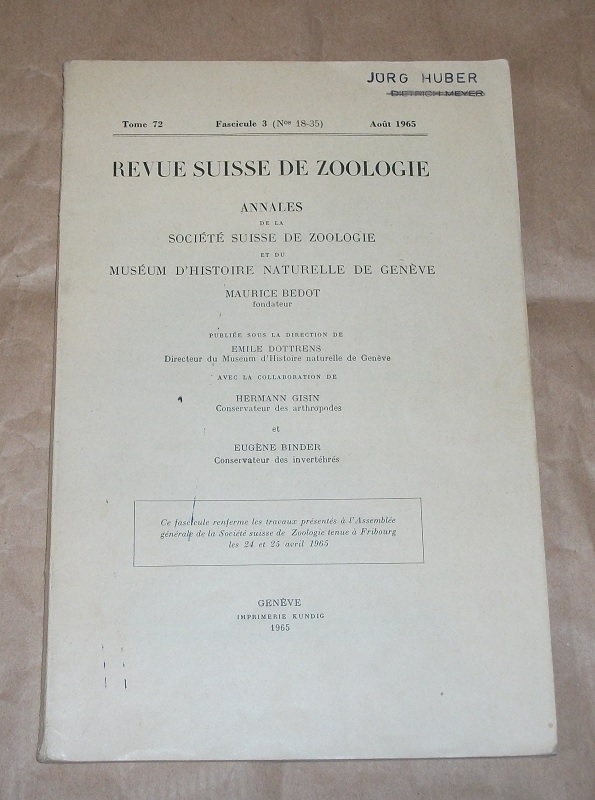 JÜRG HUBER
DIETRICH MEYER
Tome 72 Fascicule 3 (Nos 18-35) Août 1965
REVUE SUISSE DE ZOOLOGIE
ANNALES
DE LA
SOCIÉTÉ SUISSE DE ZOOLOGIE
ET DU
MUSÉUM D'HISTOIRE NATURELLE DE GENÈVE
MAURICE BEDOT
fondateur
PUBLIÉE SOUS LA DIRECTION DE
EMILE DOTTRENS
Directeur du Museum d'Histoire naturelle de Genève
AVEC LA COLLABORATION DE
HERMANN GISIN
Conservateur des arthropodes
et
EUGÈNE BINDER
Conservateur des invertébrés
Ce fascicule renferme les travaux présentés à l'Assemblée
générale de la Société suisse de Zoologie tenue à Fribourg
les 24 et 25 avril 1965
GENÈVE
IMPRIMERIE KUNDIG
1965